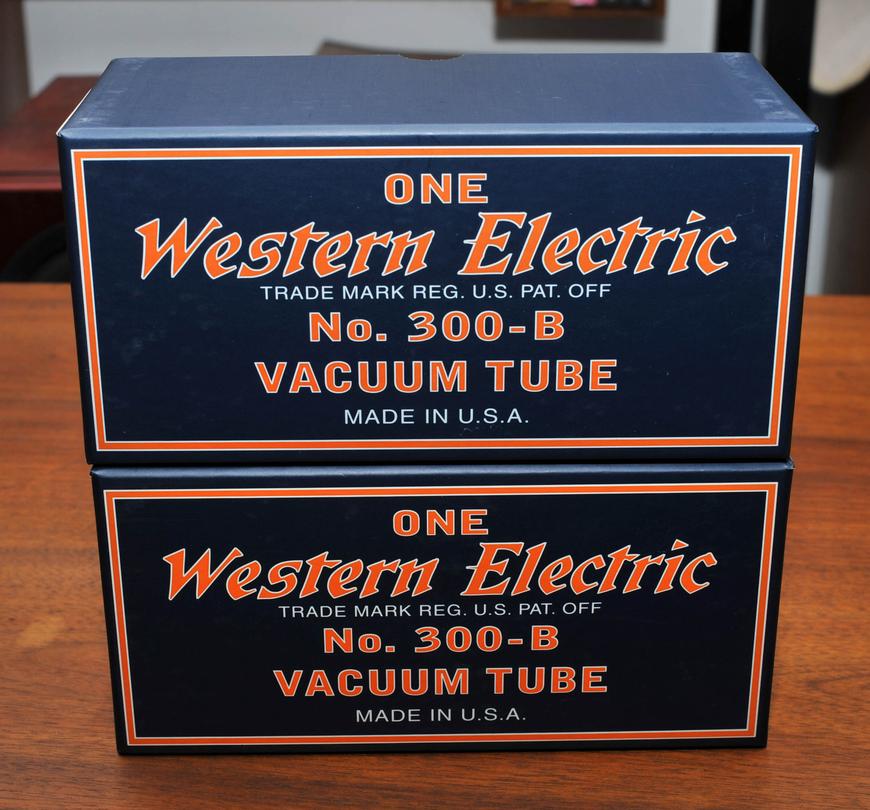 ONE
Western Electric
TRADE MARK REG. U.S. PAT. OFF
No. 300-B
VACUUM TUBE
MADE IN U.S.A.
ONE
Western Electric
TRADE MARK REG. U.S. PAT. OFF
No. 300-B
VACUUM TUBE
MADE IN U.S.A.